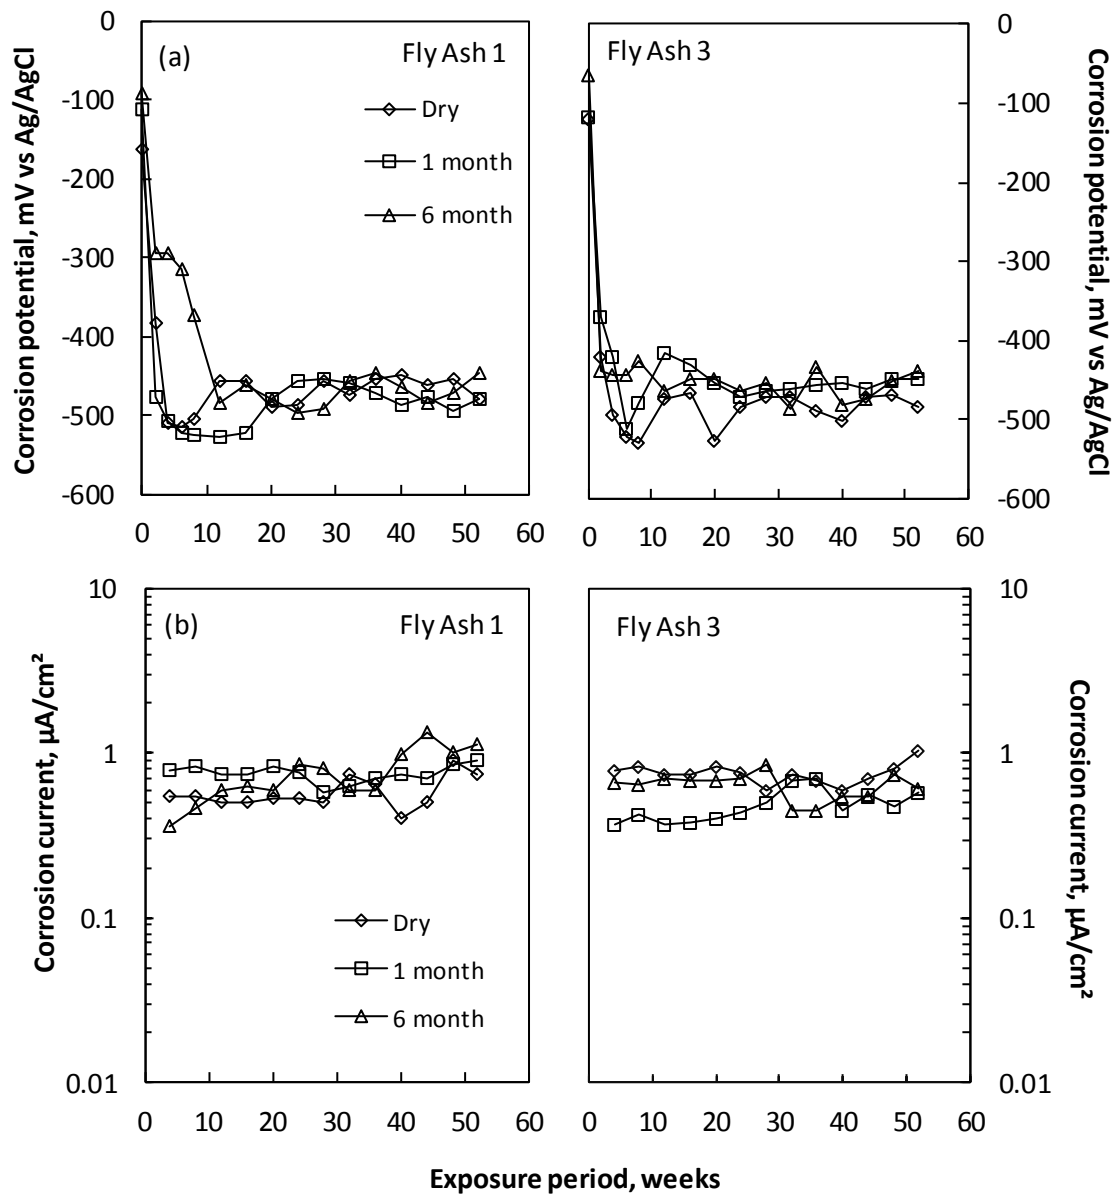 (a)
Fly Ash 1
Fly Ash 3
Dry
1 month
6 month
Corrosion potential, mV vs Ag/AgCl
0
-100
-200
-300
-400
-500
-600
0 10 20 30 40 50 60
0
-100
-200
-300
-400
-500
-600
0 10 20 30 40 50 60
Corrosion potential, mV vs Ag/AgCl
(b)
Fly Ash 1
Fly Ash 3
Dry
1 month
6 month
Corrosion current, µA/cm²
10
1
0.1
0.01
0 10 20 30 40 50 60
10
1
0.1
0.01
0 10 20 30 40 50 60
Corrosion current, µA/cm²
Exposure period, weeks